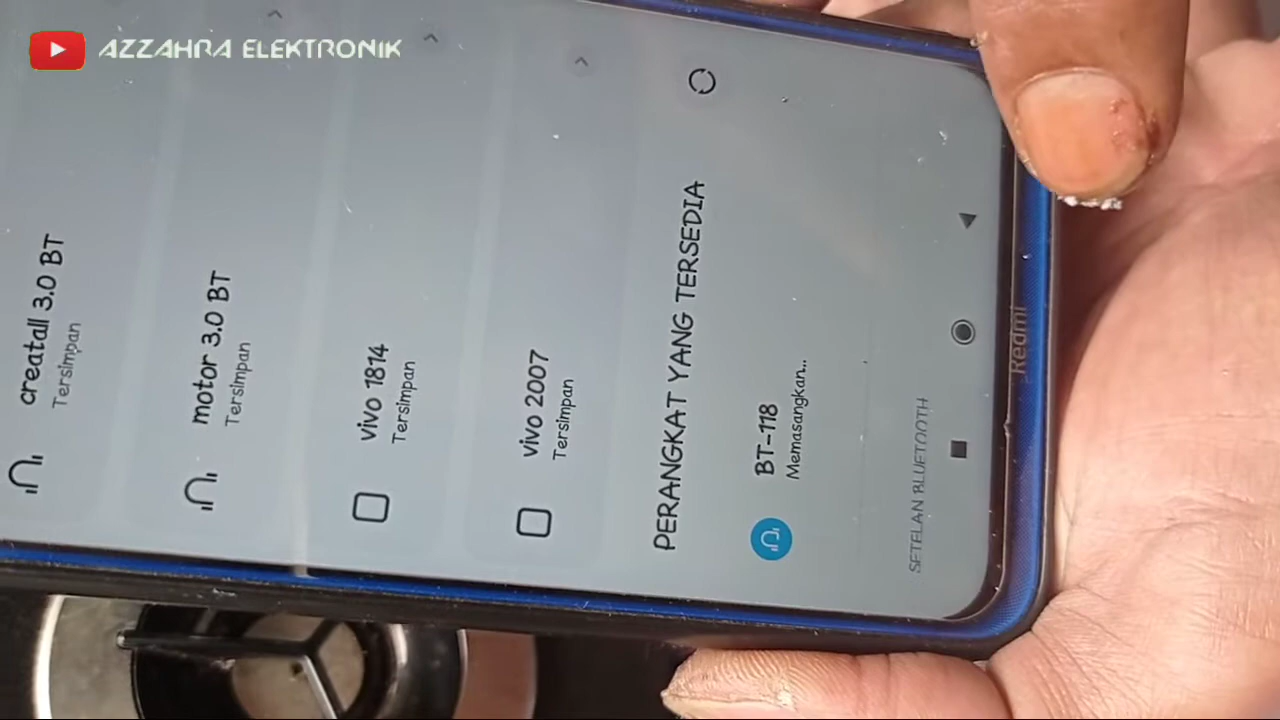 AZZAHRA ELEKTRONIK
creatall 3.0 BT
Tersimpan
motor 3.0 BT
Tersimpan
vivo 1814
Tersimpan
vivo 2007
Tersimpan
PERANGKAT YANG TERSEDIA
BT-118
Memasangkan..
SETELAN BLUETOOTH
Redmi